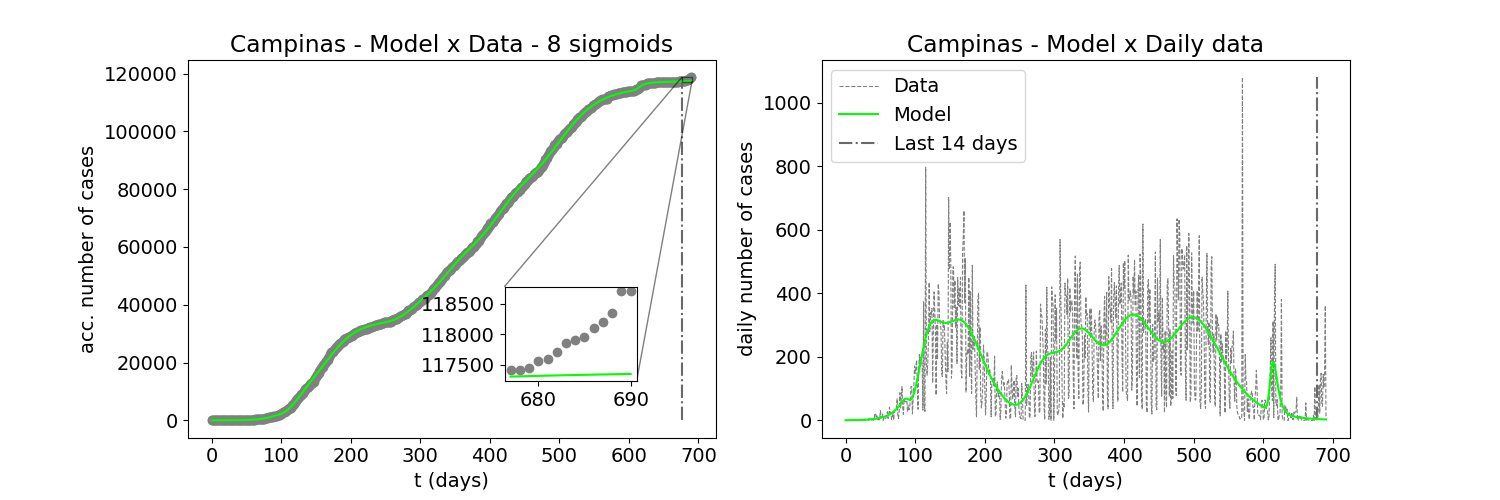 Campinas - Model x Data - 8 sigmoids
acc. number of cases
120000
100000
80000
60000
40000
20000
0
118500
118000
117500
680 690
0 100 200 300 400 500 600 700
t (days)
Campinas - Model x Daily data
daily number of cases
1000
800
600
400
200
0
Data
Model
Last 14 days
0 100 200 300 400 500 600 700
t (days)